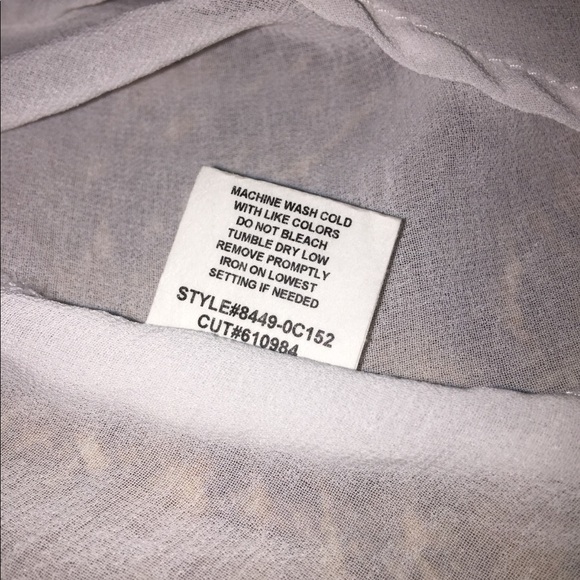 MACHINE WASH COLD
WITH LIKE COLORS
DO NOT BLEACH
TUMBLE DRY LOW
REMOVE PROMPTLY
IRON ON LOWEST
SETTING IF NEEDED
STYLE#8449-0C152
CUT#610984